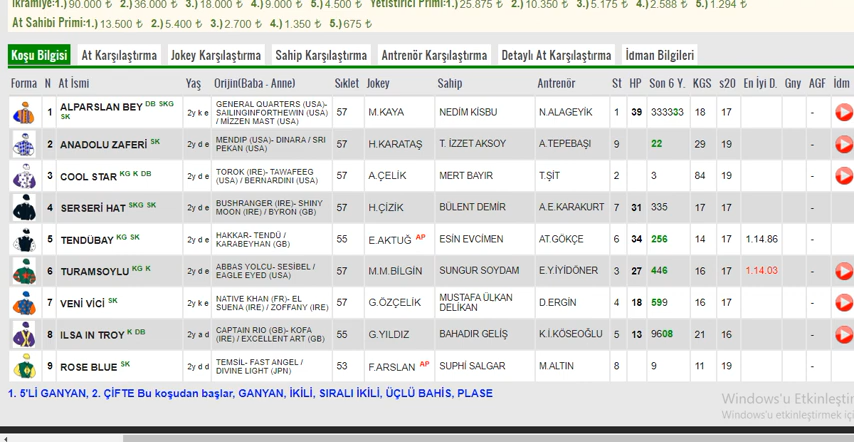 İkramiye:1.) 90.000 ₺ 2.) 36.000 ₺ 3.) 18.000 ₺ 4.) 9.000 ₺ 5.) 4.500 ₺ Yetiştirici Primi:1.) 25.875 ₺ 2.) 10.350 ₺ 3.) 5.175 ₺ 4.) 2.588 ₺ 5.) 1.294 ₺
At Sahibi Primi:1.) 13.500 ₺ 2.) 5.400 ₺ 3.) 2.700 ₺ 4.) 1.350 ₺ 5.) 675 ₺
Koşu Bilgisi At Karşılaştırma Jokey Karşılaştırma Sahip Karşılaştırma Antrenör Karşılaştırma Detaylı At Karşılaştırma İdman Bilgileri
Forma N At İsmi Yaş Orijin(Baba - Anne) Sıklet Jokey Sahip Antrenör St HP Son 6 Y. KGS s20 En İyi D. Gny AGF İdm
1 ALPARSLAN BEY DB SKG SK 2y k e GENERAL QUARTERS (USA)- SAILINGINFORTHEWIN (USA) / MIZZEN MAST (USA) 57 M.KAYA NEDİM KİSBU N.ALAGEYİK 1 39 333333 18 17 -
2 ANADOLU ZAFERİ SK 2y d e MENDIP (USA)- DINARA / SRI PEKAN (USA) 57 H.KARATAŞ T. İZZET AKSOY A.TEPEBAŞI 9 22 29 19 -
3 COOL STAR KG K DB 2y d e TOROK (IRE)- TAWAFEEG (USA) / BERNARDINI (USA) 57 A.ÇELİK MERT BAYIR T.ŞİT 2 3 84 19 -
4 SERSERİ HAT SKG SK 2y d e BUSHRANGER (IRE)- SHINY MOON (IRE) / BYRON (GB) 57 H.ÇİZİK BÜLENT DEMİR A.E.KARAKURT 7 31 335 17 17 -
5 TENDÜBAY KG SK 2y d e HAKKAR- TENDÜ / KARABEYHAN (GB) 55 E.AKTUĞ AP ESİN EVCİMEN AT.GÖKÇE 6 34 256 14 17 1.14.86 -
6 TURAMSOYLU KG K 2y d e ABBAS YOLCU- SESİBEL / EAGLE EYED (USA) 57 M.M.BİLGİN SUNGUR SOYDAM E.Y.İYİDÖNER 3 27 446 16 17 1.14.03 -
7 VENİ VİCİ SK 2y k e NATIVE KHAN (FR)- EL SUENA (IRE) / ZOFFANY (IRE) 57 G.ÖZÇELİK MUSTAFA ÜLKAN DELİKAN D.ERGİN 4 18 599 16 17 -
8 ILSA IN TROY K DB 2y a d CAPTAIN RIO (GB)- KOFA (IRE) / EXCELLENT ART (GB) 57 G.YILDIZ BAHADIR GELİŞ K.İ.KÖSEOĞLU 5 13 9608 21 16 -
9 ROSE BLUE SK 2y d d TEMSİL- FAST ANGEL / DIVINE LIGHT (JPN) 53 F.ARSLAN AP SUPHİ SALGAR M.ALTIN 8 9 11 19 -
1. 5'Lİ GANYAN, 2. ÇİFTE Bu koşudan başlar, GANYAN, İKİLİ, SIRALI İKİLİ, ÜÇLÜ BAHİS, PLASE
Windows'u Etkinleştir
Windows'u etkinleştirmek içi